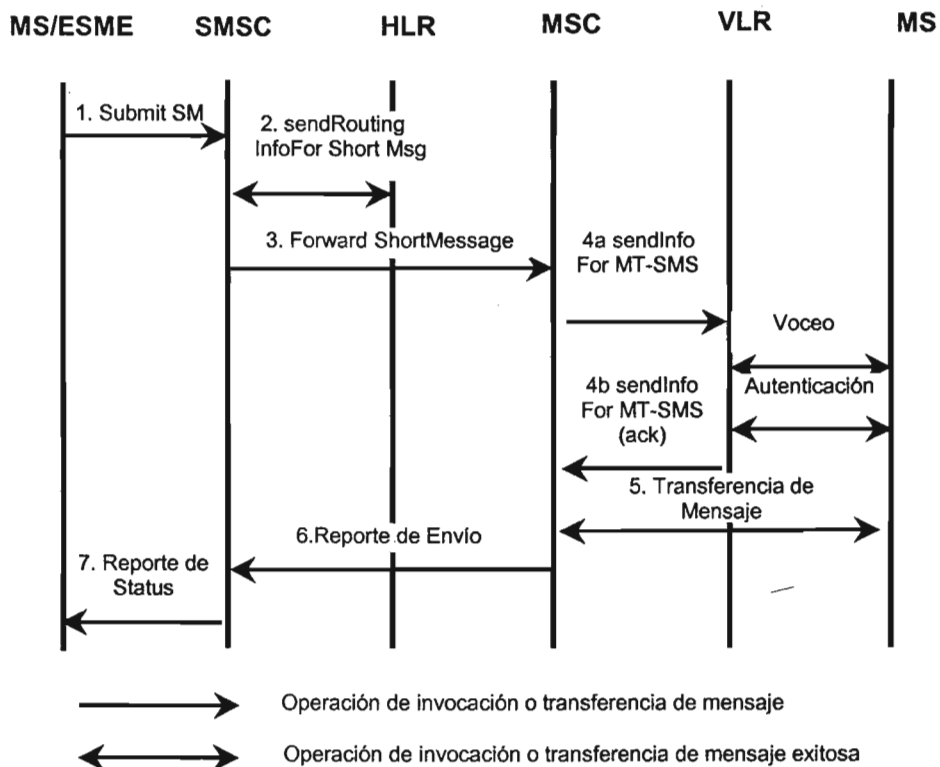 MS/ESME SMSC HLR MSC VLR MS
1. Submit SM
2. sendRouting
InfoFor Short Msg
3. Forward ShortMessage
4a sendInfo
For MT-SMS
Voceo
Autenticación
4b sendInfo
For MT-SMS
(ack)
5. Transferencia de
Mensaje
6.Reporte de Envío
7. Reporte de
Status
Operación de invocación o transferencia de mensaje
Operación de invocación o transferencia de mensaje exitosa